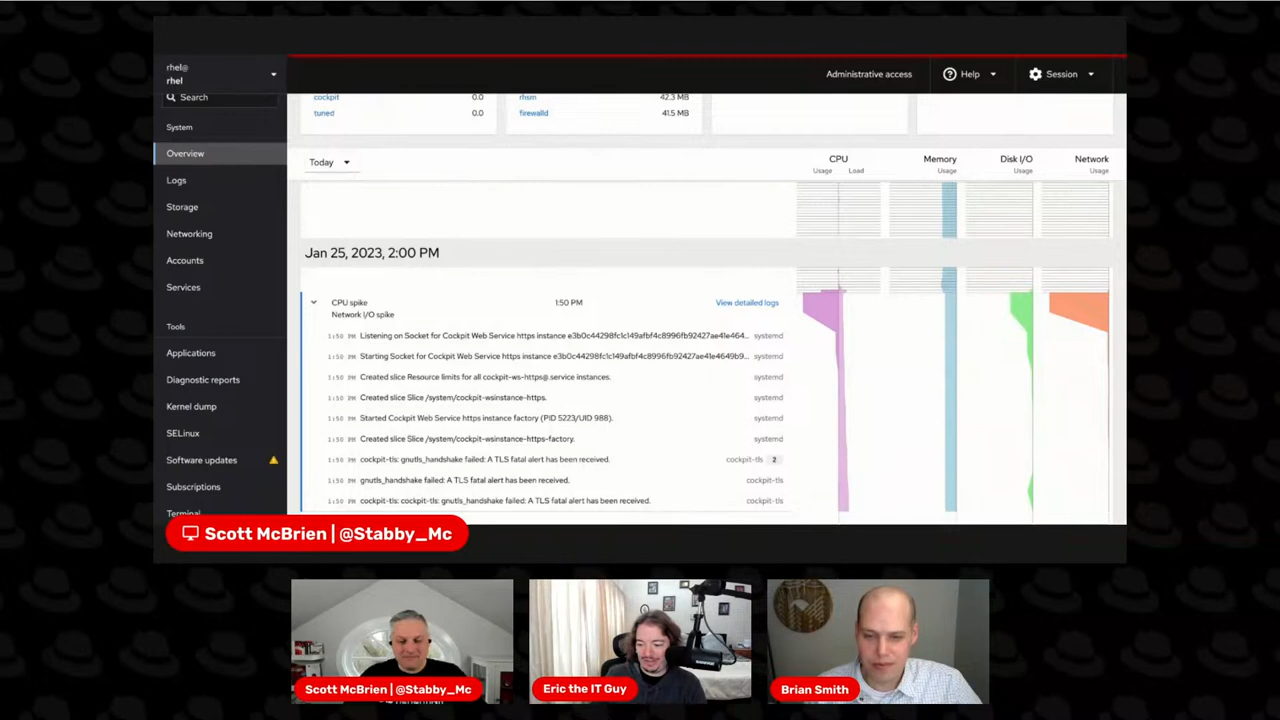 rhel@
rhel
Administrative access
Help
Session
Search
cockpit 0.0
rhsm 42.3 MB
tuned 0.0
firewalld 41.5 MB
System
Overview
Logs
Storage
Networking
Accounts
Services
Tools
Applications
Diagnostic reports
Kernel dump
SELinux
Software updates
Subscriptions
Terminal
Today
CPU Memory Disk I/O Network
Usage Load Usage Usage Usage
Jan 25, 2023, 2:00 PM
CPU spike 1:50 PM View detailed logs
Network I/O spike
1:50 PM Listening on Socket for Cockpit Web Service https instance systemd
1:50 PM Starting Socket for Cockpit Web Service https instance systemd
1:50 PM Created slice Resource limits for all cockpit-ws-https@.service instances. systemd
1:50 PM Created slice Slice /system/cockpit-wsinstance-https. systemd
1:50 PM Started Cockpit Web Service https instance factory (PID 5223/UID 988). systemd
1:50 PM Created slice Slice /system/cockpit-wsinstance-https-factory. systemd
1:50 PM cockpit-tls: gnutls_handshake failed: A TLS fatal alert has been received. cockpit-tls 2
1:50 PM gnutls_handshake failed: A TLS fatal alert has been received. cockpit-tls
1:50 PM cockpit-tls: cockpit-tls: gnutls_handshake failed: A TLS fatal alert has been received. cockpit-tls
Scott McBrien | @Stabby_Mc
Scott McBrien | @Stabby_Mc
Eric the IT Guy
Brian Smith